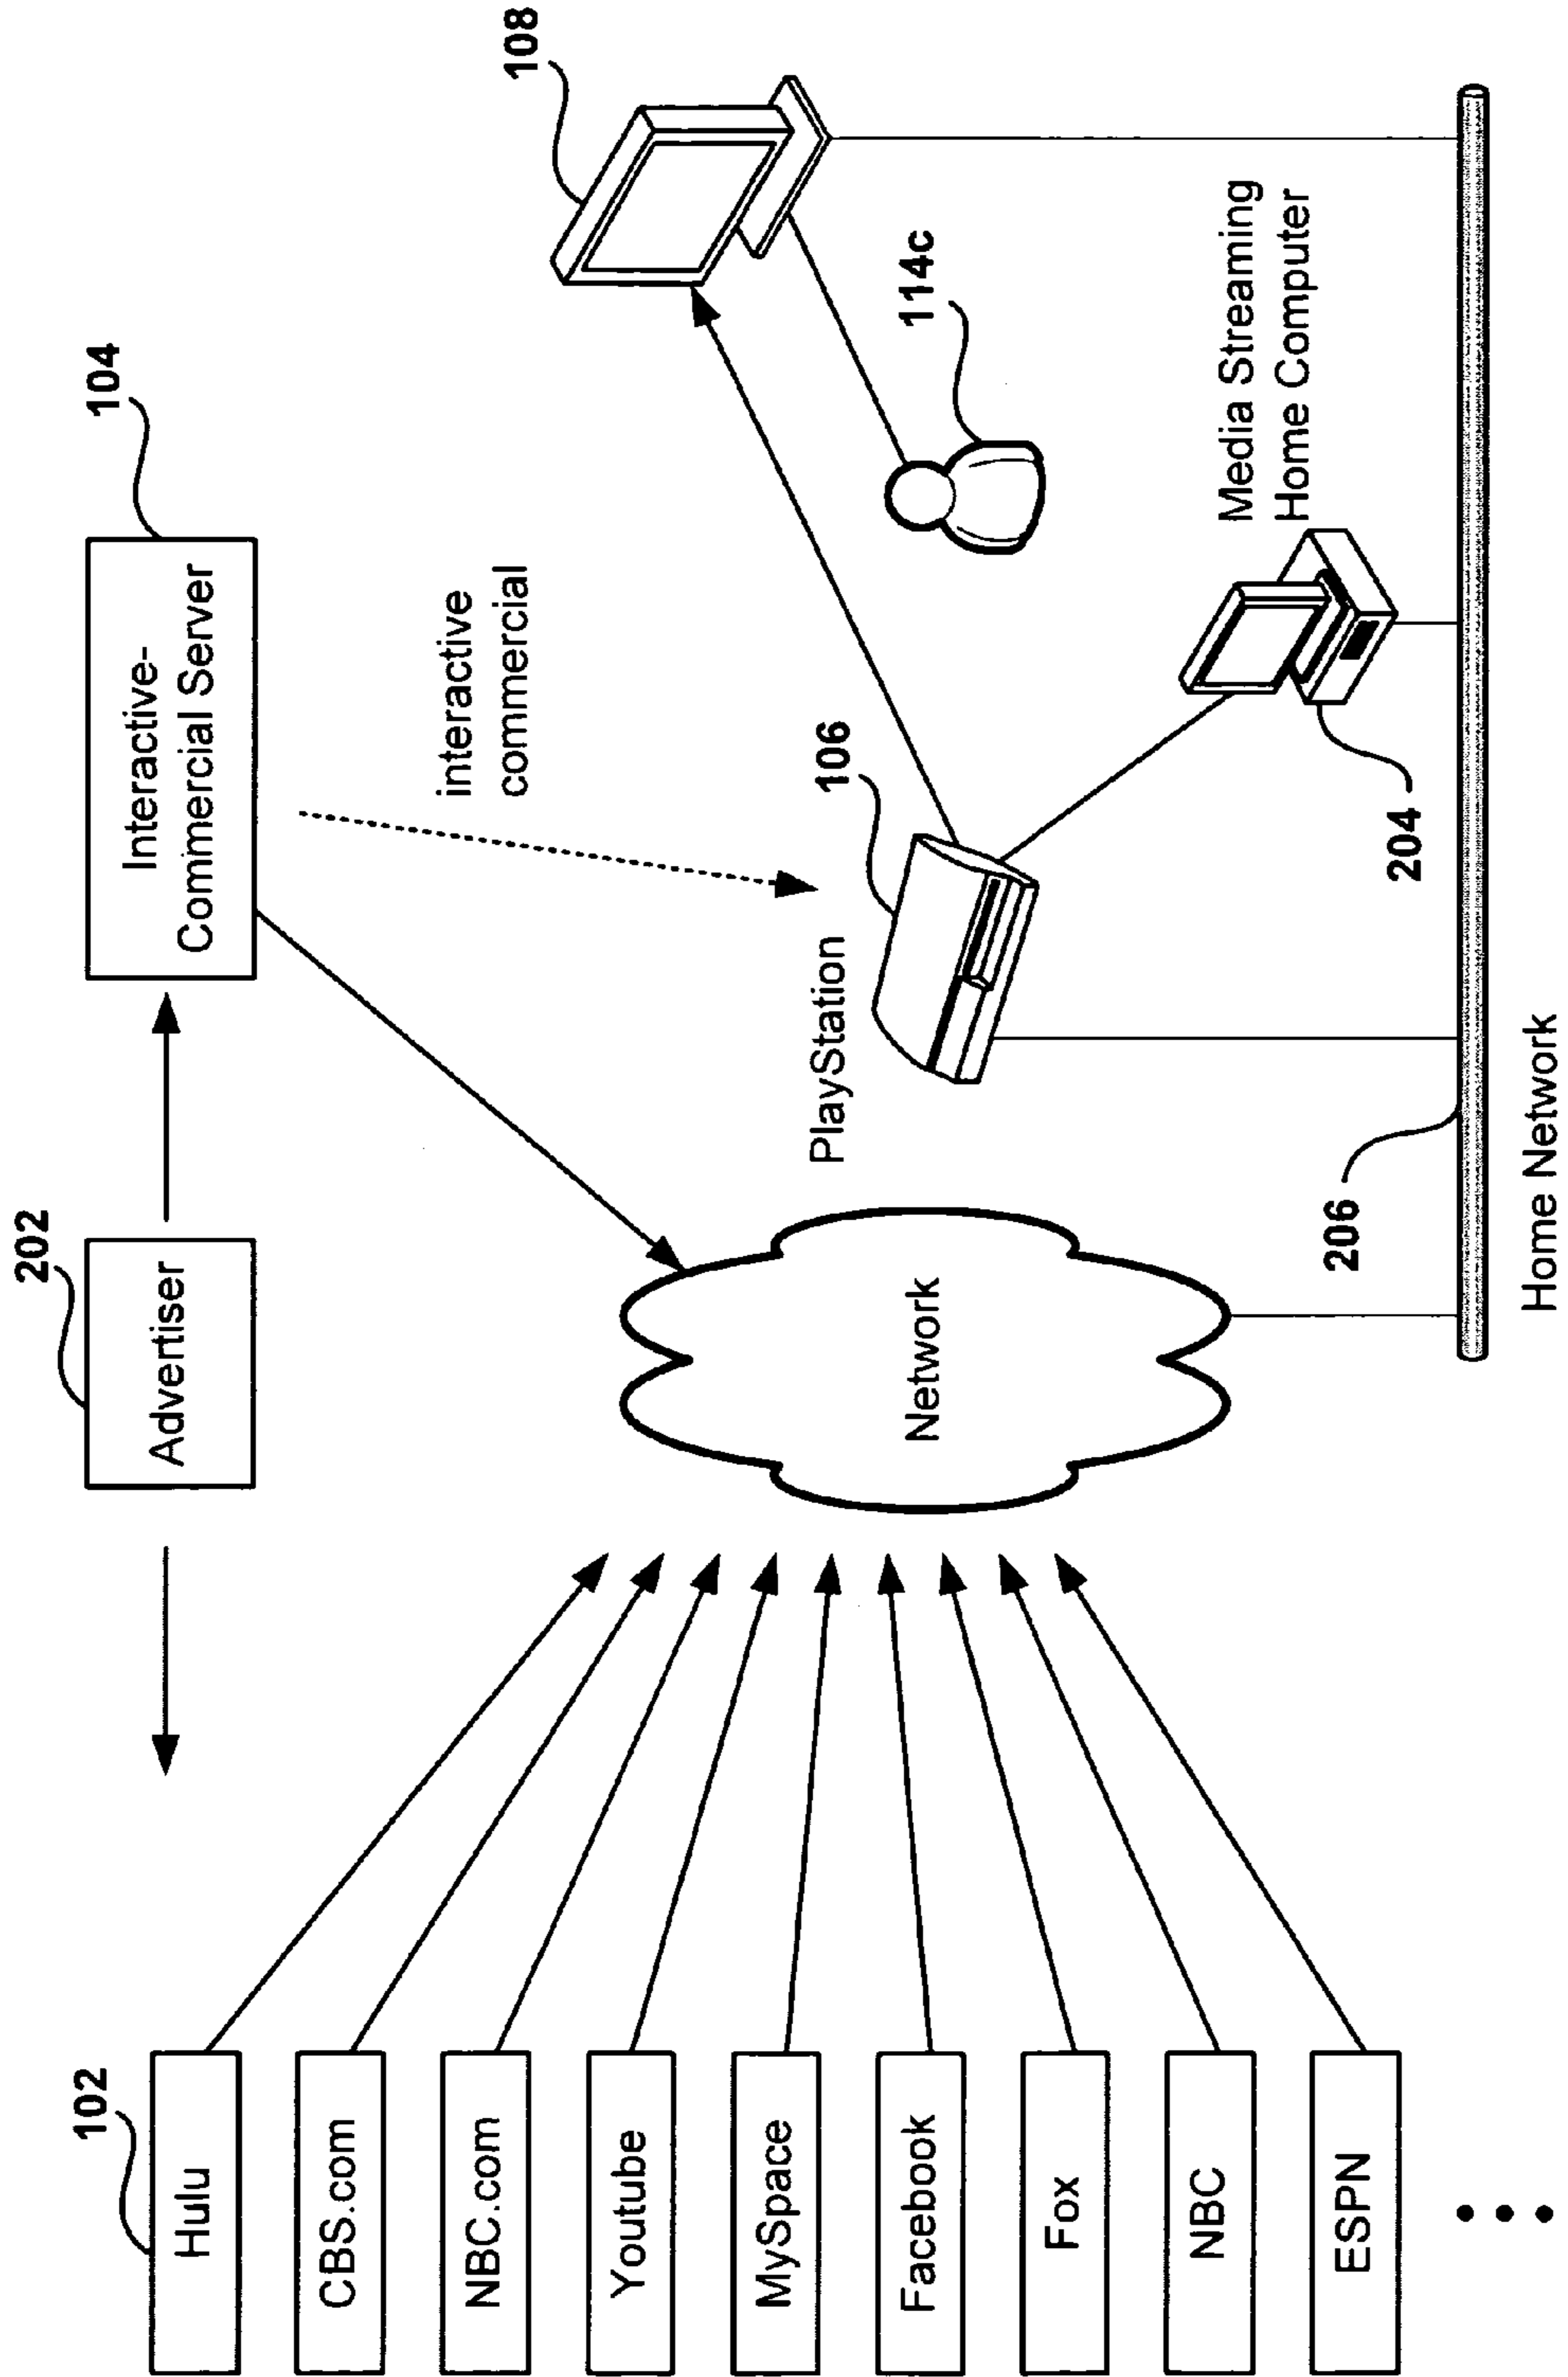 102
Hulu
CBS.com
NBC.com
Youtube
MySpace
Facebook
Fox
NBC
ESPN
202
Advertiser
104
Interactive-
Commercial Server
interactive
commercial
Network
PlayStation
106
108
114c
Media Streaming
Home Computer
204
206
Home Network